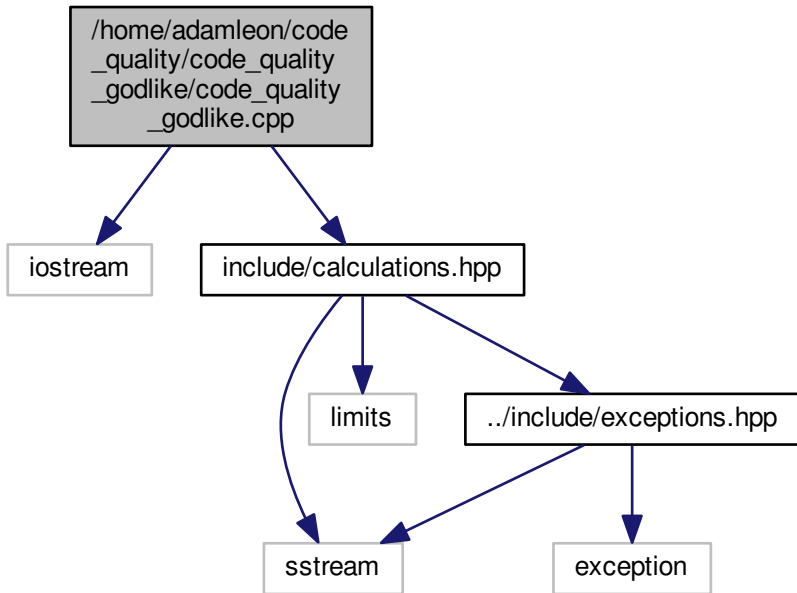 /home/adamleon/code
_quality/code_quality
_godlike/code_quality
_godlike.cpp
iostream
include/calculations.hpp
limits
../include/exceptions.hpp
sstream
exception